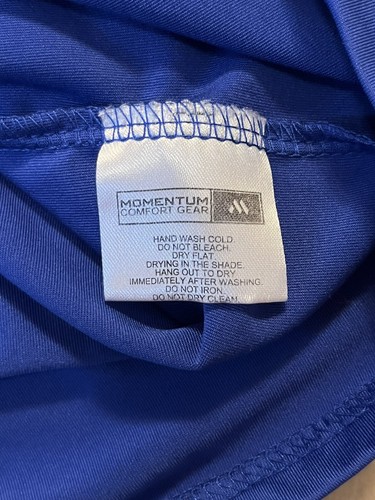 MOMENTUM
COMFORT GEAR
HAND WASH COLD.
DO NOT BLEACH.
DRY FLAT.
DRYING IN THE SHADE.
HANG OUT TO DRY
IMMEDIATELY AFTER WASHING.
DO NOT IRON.
DO NOT DRY CLEAN.